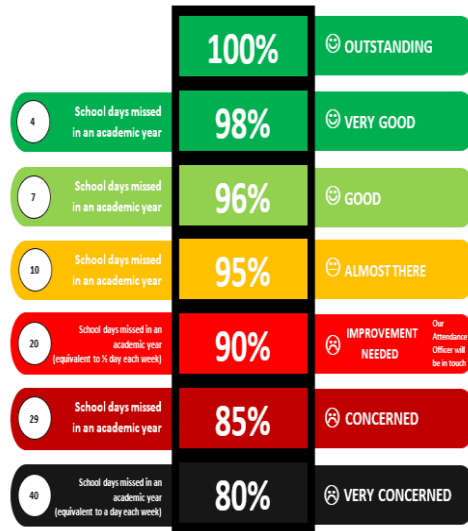 100%
OUTSTANDING
4
School days missed
in an academic year
98%
VERY GOOD
7
School days missed
in an academic year
96%
GOOD
10
School days missed
in an academic year
95%
ALMOST THERE
20
School days missed in an
academic year
(equivalent to ½ day each week)
90%
IMPROVEMENT
NEEDED
Our
Attendance
Officer will
be in touch
29
School days missed
in an academic year
85%
CONCERNED
40
School days missed in an
academic year
(equivalent to a day each week)
80%
VERY CONCERNED